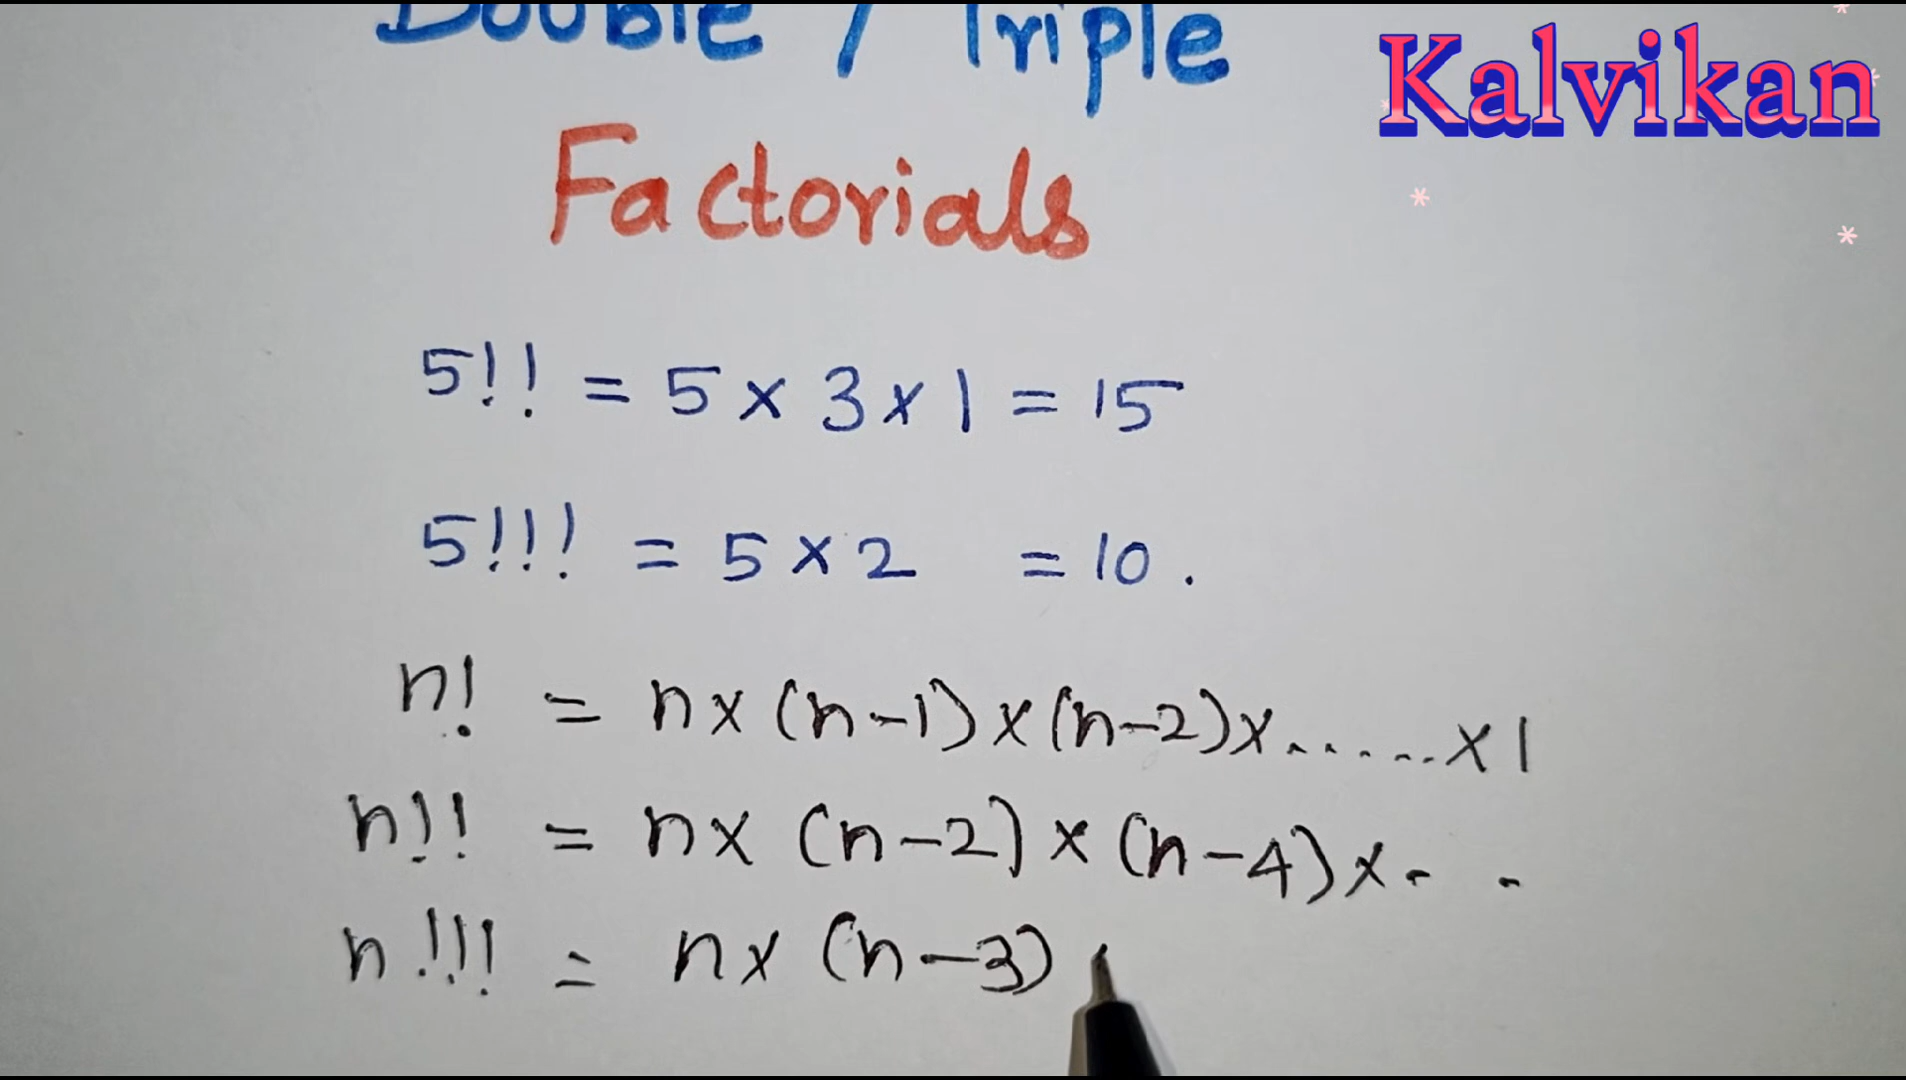 Double / Triple
Kalvikan
Factorials
5!! = 5 × 3 × 1 = 15
5!!! = 5 × 2 = 10.
n! = n × (n-1) × (n-2) × ...... × 1
n!! = n × (n-2) × (n-4) × . .
n!!! = n × (n-3)